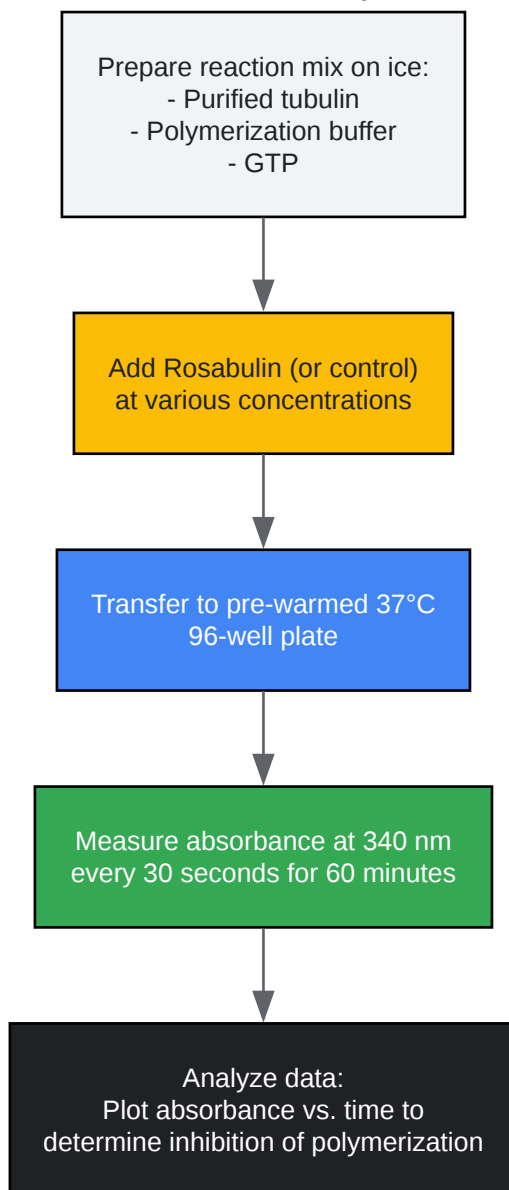 Prepare reaction mix on ice:
- Purified tubulin
- Polymerization buffer
- GTP
Add Rosabulin (or control)
at various concentrations
Transfer to pre-warmed 37°C
96-well plate
Measure absorbance at 340 nm
every 30 seconds for 60 minutes
Analyze data:
Plot absorbance vs. time to
determine inhibition of polymerization